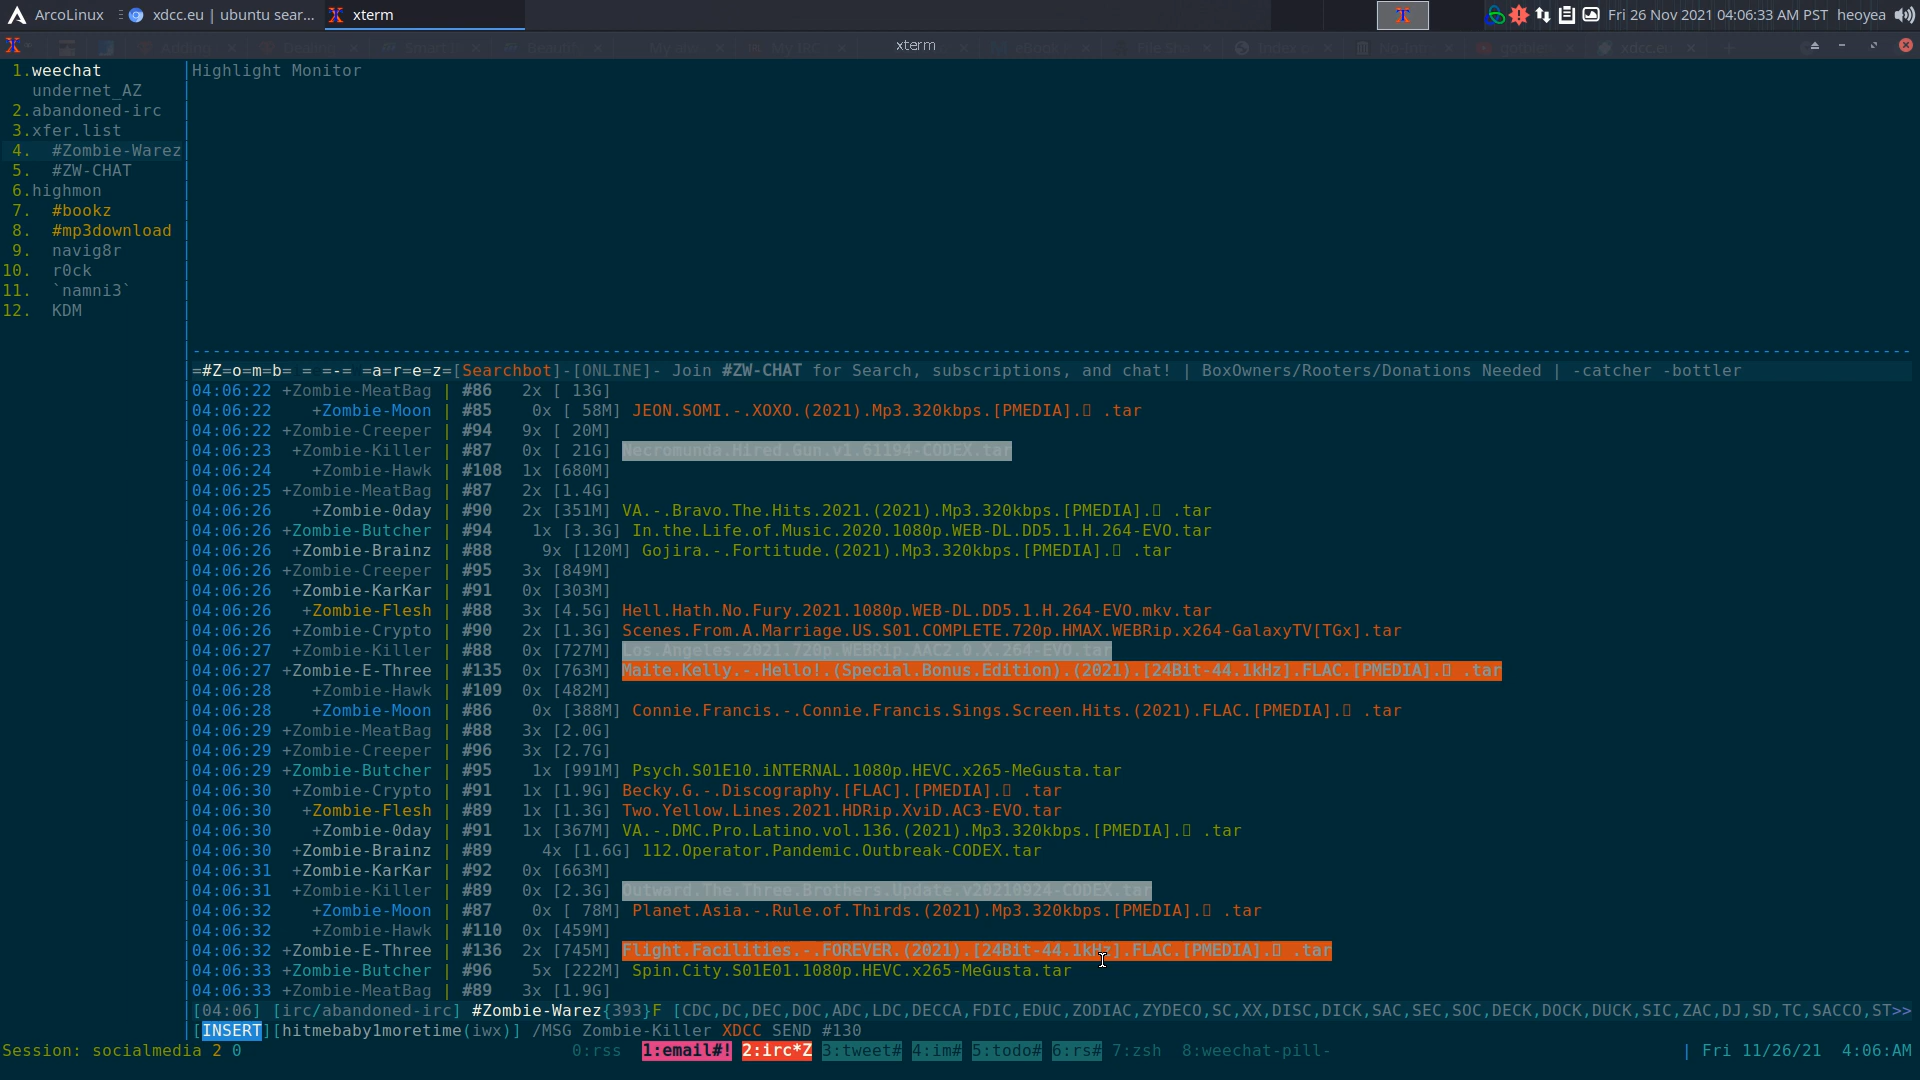 ArcoLinux xdcc.eu | ubuntu sear... xterm Fri 26 Nov 2021 04:06:33 AM PST heoyea
xterm
1.weechat |Highlight Monitor
undernet_AZ
2.abandoned-irc
3.xfer.list
4. #Zombie-Warez
5. #ZW-CHAT
6.highmon
7. #bookz
8. #mp3download
9. navig8r
10. r0ck
11. `namni3`
12. KDM
=#Z=o=m=b= = =-= =a=r=e=z=[Searchbot]-[ONLINE]- Join #ZW-CHAT for Search, subscriptions, and chat! | BoxOwners/Rooters/Donations Needed | -catcher -bottler
04:06:22 +Zombie-MeatBag | #86 2x [ 13G]
04:06:22 +Zombie-Moon | #85 0x [ 58M] JEON.SOMI.-.XOXO.(2021).Mp3.320kbps.[PMEDIA].▯ .tar
04:06:22 +Zombie-Creeper | #94 9x [ 20M]
04:06:23 +Zombie-Killer | #87 0x [ 21G] Necromunda.Hired.Gun.v1.61194-CODEX.tar
04:06:24 +Zombie-Hawk | #108 1x [680M]
04:06:25 +Zombie-MeatBag | #87 2x [1.4G]
04:06:26 +Zombie-0day | #90 2x [351M] VA.-.Bravo.The.Hits.2021.(2021).Mp3.320kbps.[PMEDIA].▯ .tar
04:06:26 +Zombie-Butcher | #94 1x [3.3G] In.the.Life.of.Music.2020.1080p.WEB-DL.DD5.1.H.264-EVO.tar
04:06:26 +Zombie-Brainz | #88 9x [120M] Gojira.-.Fortitude.(2021).Mp3.320kbps.[PMEDIA].▯ .tar
04:06:26 +Zombie-Creeper | #95 3x [849M]
04:06:26 +Zombie-KarKar | #91 0x [303M]
04:06:26 +Zombie-Flesh | #88 3x [4.5G] Hell.Hath.No.Fury.2021.1080p.WEB-DL.DD5.1.H.264-EVO.mkv.tar
04:06:26 +Zombie-Crypto | #90 2x [1.3G] Scenes.From.A.Marriage.US.S01.COMPLETE.720p.HMAX.WEBRip.x264-GalaxyTV[TGx].tar
04:06:27 +Zombie-Killer | #88 0x [727M] Los.Angeles.2021.720p.WEBRip.AAC2.0.X.264-EVO.tar
04:06:27 +Zombie-E-Three | #135 0x [763M] Maite.Kelly.-.Hello!.(Special.Bonus.Edition).(2021).[24Bit-44.1kHz].FLAC.[PMEDIA].▯ .tar
04:06:28 +Zombie-Hawk | #109 0x [482M]
04:06:28 +Zombie-Moon | #86 0x [388M] Connie.Francis.-.Connie.Francis.Sings.Screen.Hits.(2021).FLAC.[PMEDIA].▯ .tar
04:06:29 +Zombie-MeatBag | #88 3x [2.0G]
04:06:29 +Zombie-Creeper | #96 3x [2.7G]
04:06:29 +Zombie-Butcher | #95 1x [991M] Psych.S01E10.iNTERNAL.1080p.HEVC.x265-MeGusta.tar
04:06:30 +Zombie-Crypto | #91 1x [1.9G] Becky.G.-.Discography.[FLAC].[PMEDIA].▯ .tar
04:06:30 +Zombie-Flesh | #89 1x [1.3G] Two.Yellow.Lines.2021.HDRip.XviD.AC3-EVO.tar
04:06:30 +Zombie-0day | #91 1x [367M] VA.-.DMC.Pro.Latino.vol.136.(2021).Mp3.320kbps.[PMEDIA].▯ .tar
04:06:30 +Zombie-Brainz | #89 4x [1.6G] 112.Operator.Pandemic.Outbreak-CODEX.tar
04:06:31 +Zombie-KarKar | #92 0x [663M]
04:06:31 +Zombie-Killer | #89 0x [2.3G] Outward.The.Three.Brothers.Update.v20210924-CODEX.tar
04:06:32 +Zombie-Moon | #87 0x [ 78M] Planet.Asia.-.Rule.of.Thirds.(2021).Mp3.320kbps.[PMEDIA].▯ .tar
04:06:32 +Zombie-Hawk | #110 0x [459M]
04:06:32 +Zombie-E-Three | #136 2x [745M] Flight.Facilities.-.FOREVER.(2021).[24Bit-44.1kHz].FLAC.[PMEDIA].▯ .tar
04:06:33 +Zombie-Butcher | #96 5x [222M] Spin.City.S01E01.1080p.HEVC.x265-MeGusta.tar
04:06:33 +Zombie-MeatBag | #89 3x [1.9G]
[04:06] [irc/abandoned-irc] #Zombie-Warez{393}F [CDC,DC,DEC,DOC,ADC,LDC,DECCA,FDIC,EDUC,ZODIAC,ZYDECO,SC,XX,DISC,DICK,SAC,SEC,SOC,DECK,DOCK,DUCK,SIC,ZAC,DJ,SD,TC,SACCO,ST>>
[INSERT][hitmebaby1moretime(iwx)] /MSG Zombie-Killer XDCC SEND #130
Session: socialmedia 2 0 0:rss 1:email#! 2:irc*Z 3:tweet# 4:im# 5:todo# 6:rs# 7:zsh 8:weechat-pill- | Fri 11/26/21 4:06:AM